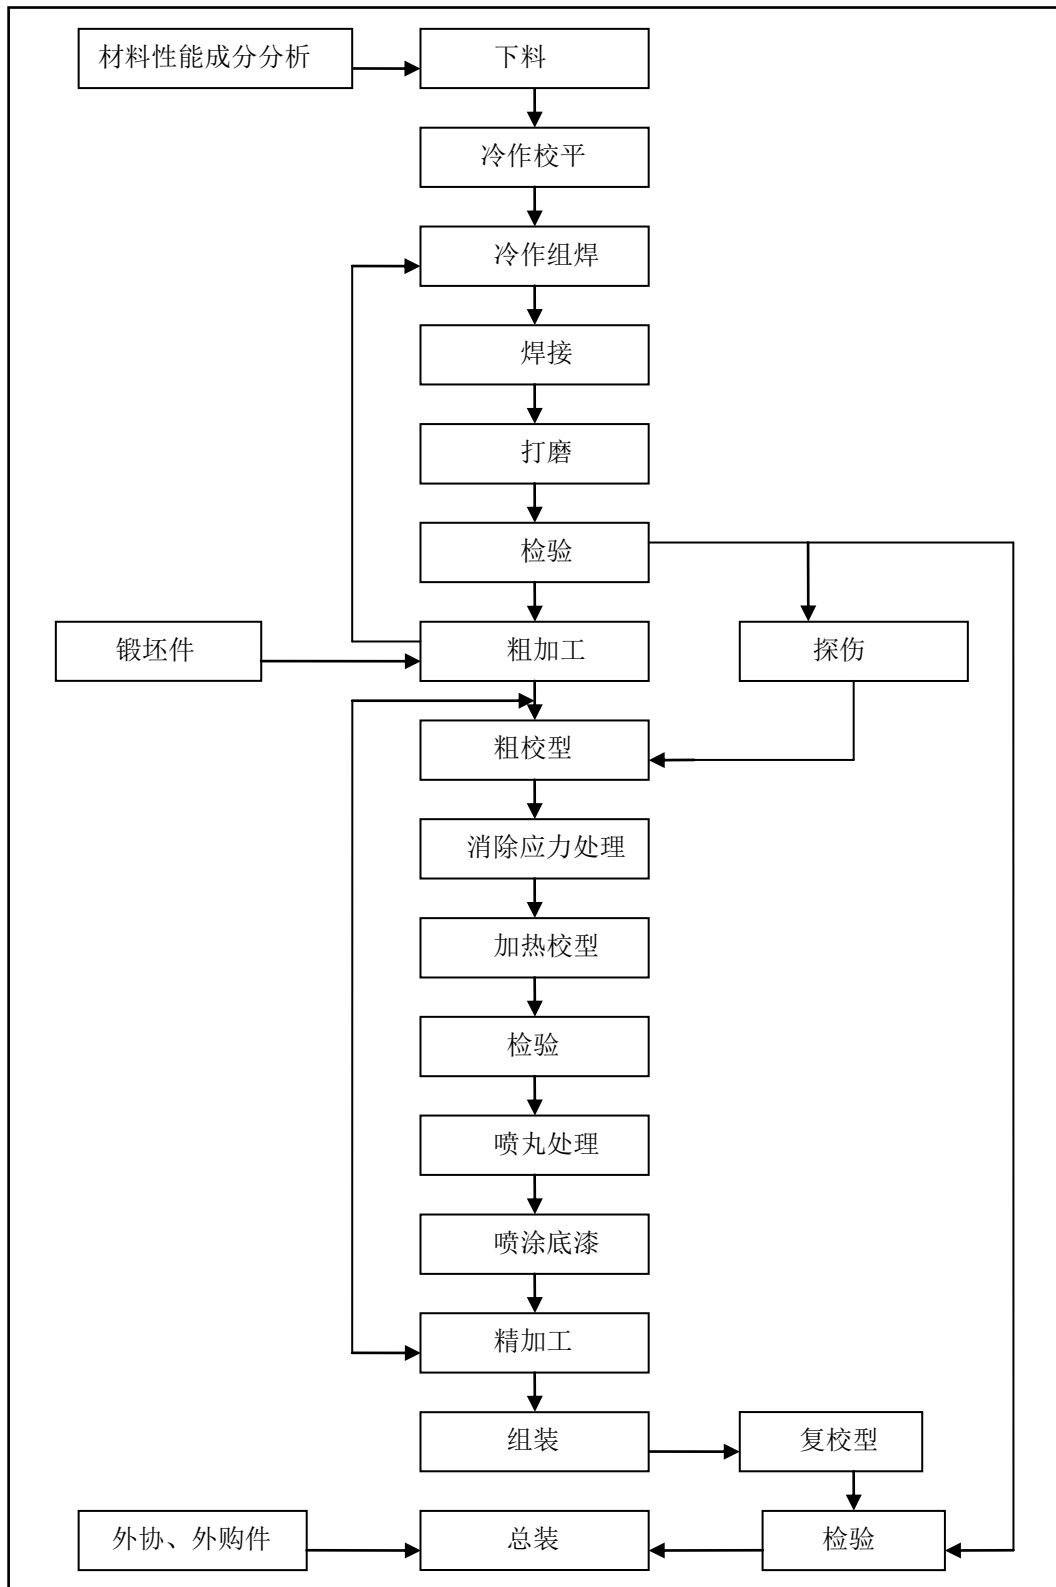 材料性能成分分析
下料
冷作校平
冷作组焊
焊接
打磨
检验
锻坯件
粗加工
探伤
粗校型
消除应力处理
加热校型
检验
喷丸处理
喷涂底漆
精加工
组装
复校型
外协、外购件
总装
检验